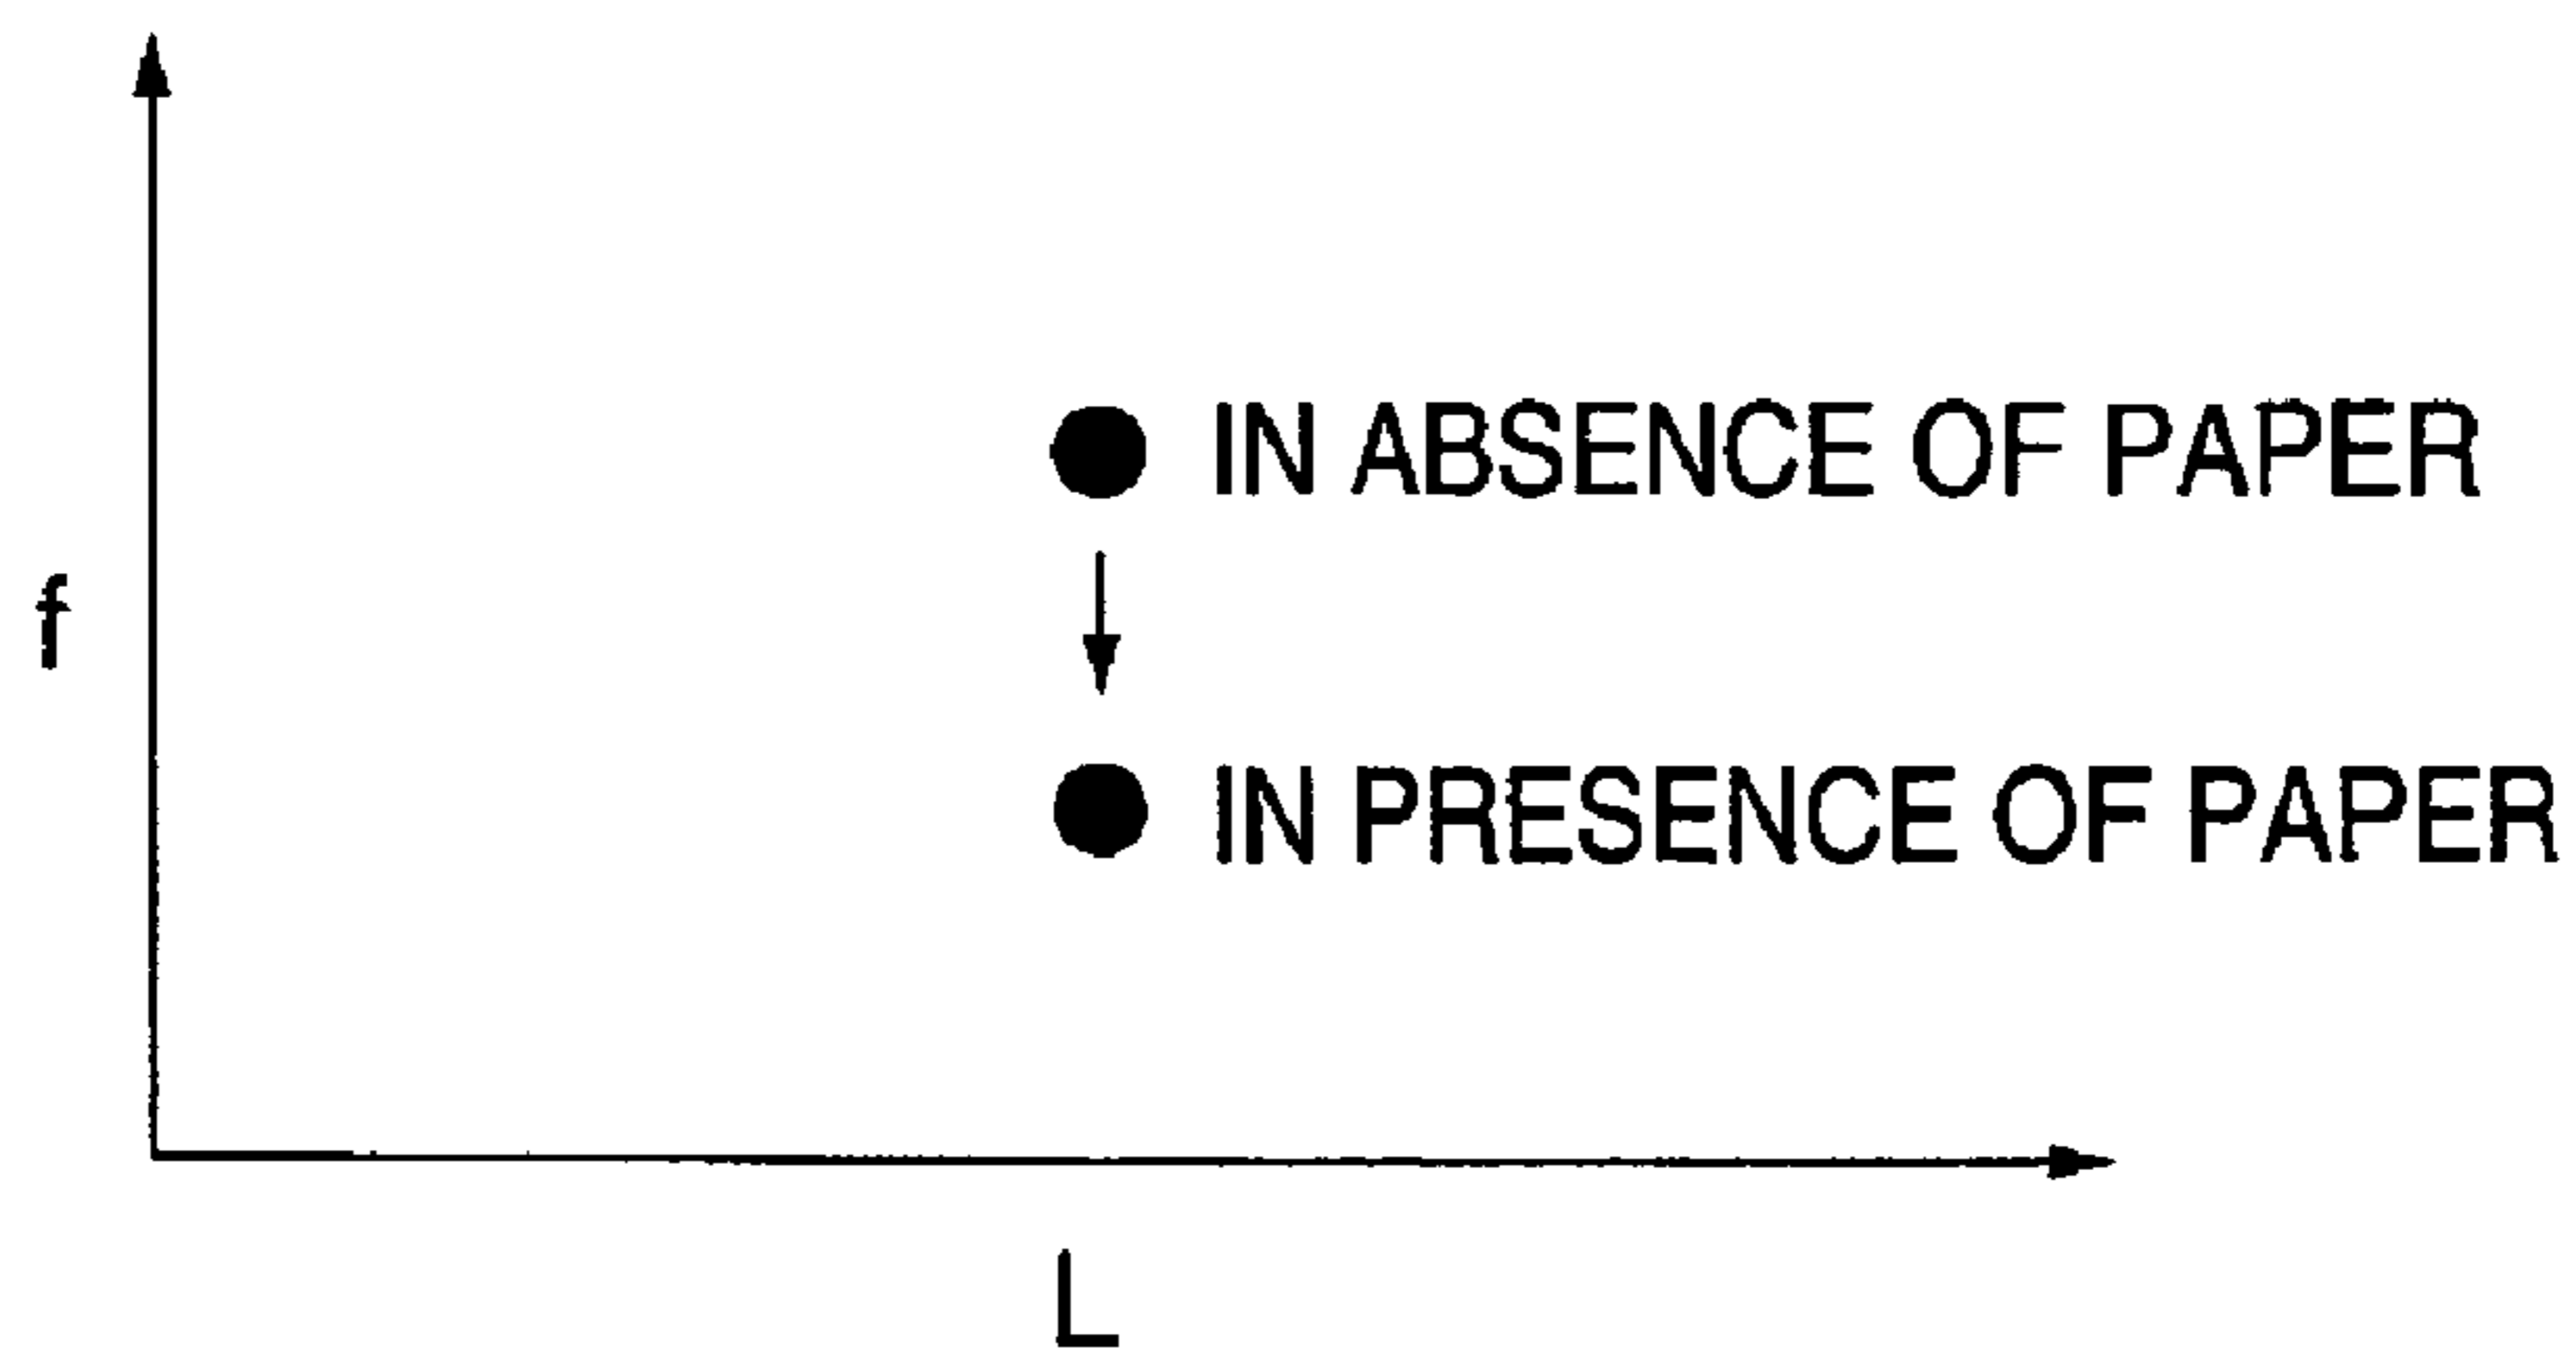 IN ABSENCE OF PAPER
f
IN PRESENCE OF PAPER
L